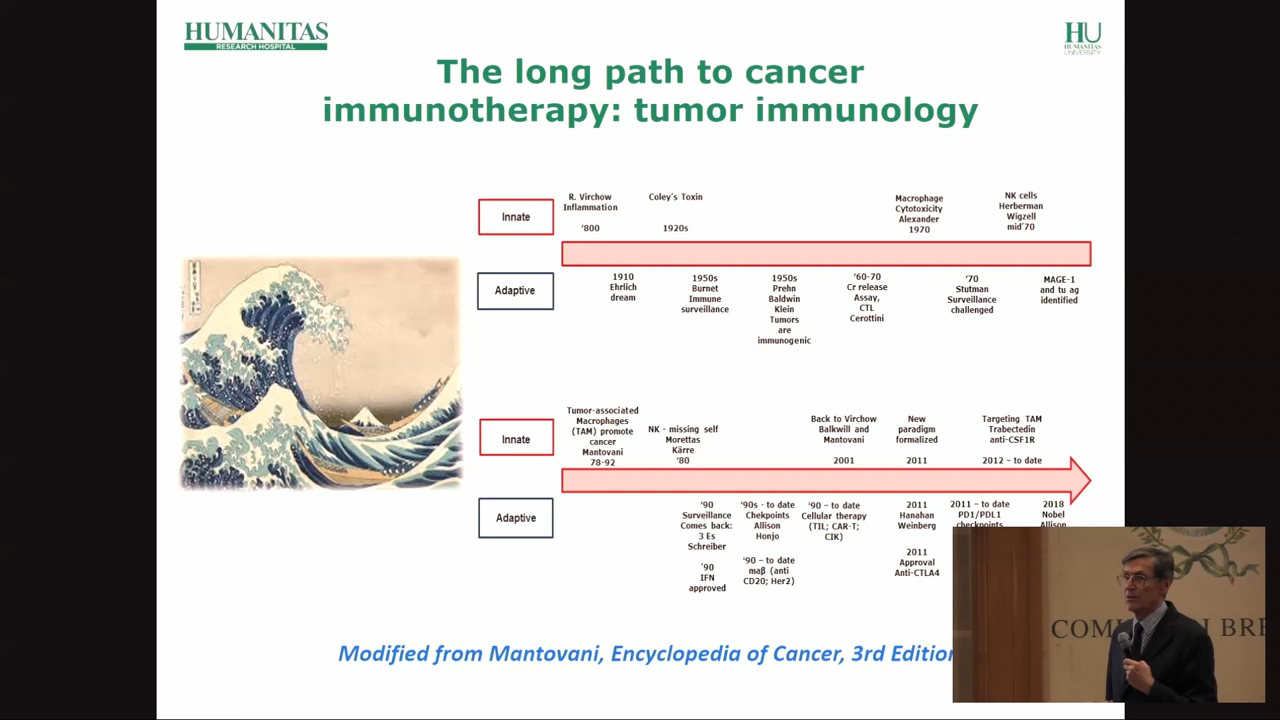 HUMANITAS
RESEARCH HOSPITAL
HU
HUMANITAS
UNIVERSITY
The long path to cancer
immunotherapy: tumor immunology
Innate
R. Virchow
Inflammation
'800
Coley's Toxin
1920s
Macrophage
Cytotoxicity
Alexander
1970
NK cells
Herberman
Wigzell
mid'70
Adaptive
1910
Ehrlich
dream
1950s
Burnet
Immune
surveillance
1950s
Prehn
Baldwin
Klein
Tumors
are
immunogenic
'60-70
Cr release
Assay,
CTL
Cerottini
'70
Stutman
Surveillance
challenged
MAGE-1
and tu ag
identified
Innate
Tumor-associated
Macrophages
(TAM) promote
cancer
Mantovani
78-92
NK - missing self
Morettas
Kärre
'80
Back to Virchow
Balkwill and
Mantovani
2001
New
paradigm
formalized
2011
Targeting TAM
Trabectedin
anti-CSF1R
2012 – to date
Adaptive
'90
Surveillance
Comes back:
3 Es
Schreiber
'90
IFN
approved
'90s - to date
Chekpoints
Allison
Honjo
'90 – to date
maβ (anti
CD20; Her2)
'90 – to date
Cellular therapy
(TIL; CAR-T;
CIK)
2011
Hanahan
Weinberg
2011
Approval
Anti-CTLA4
2011 – to date
PD1/PDL1
checkpoints
2018
Nobel
Allison
Modified from Mantovani, Encyclopedia of Cancer, 3rd Edition
COM N BRE